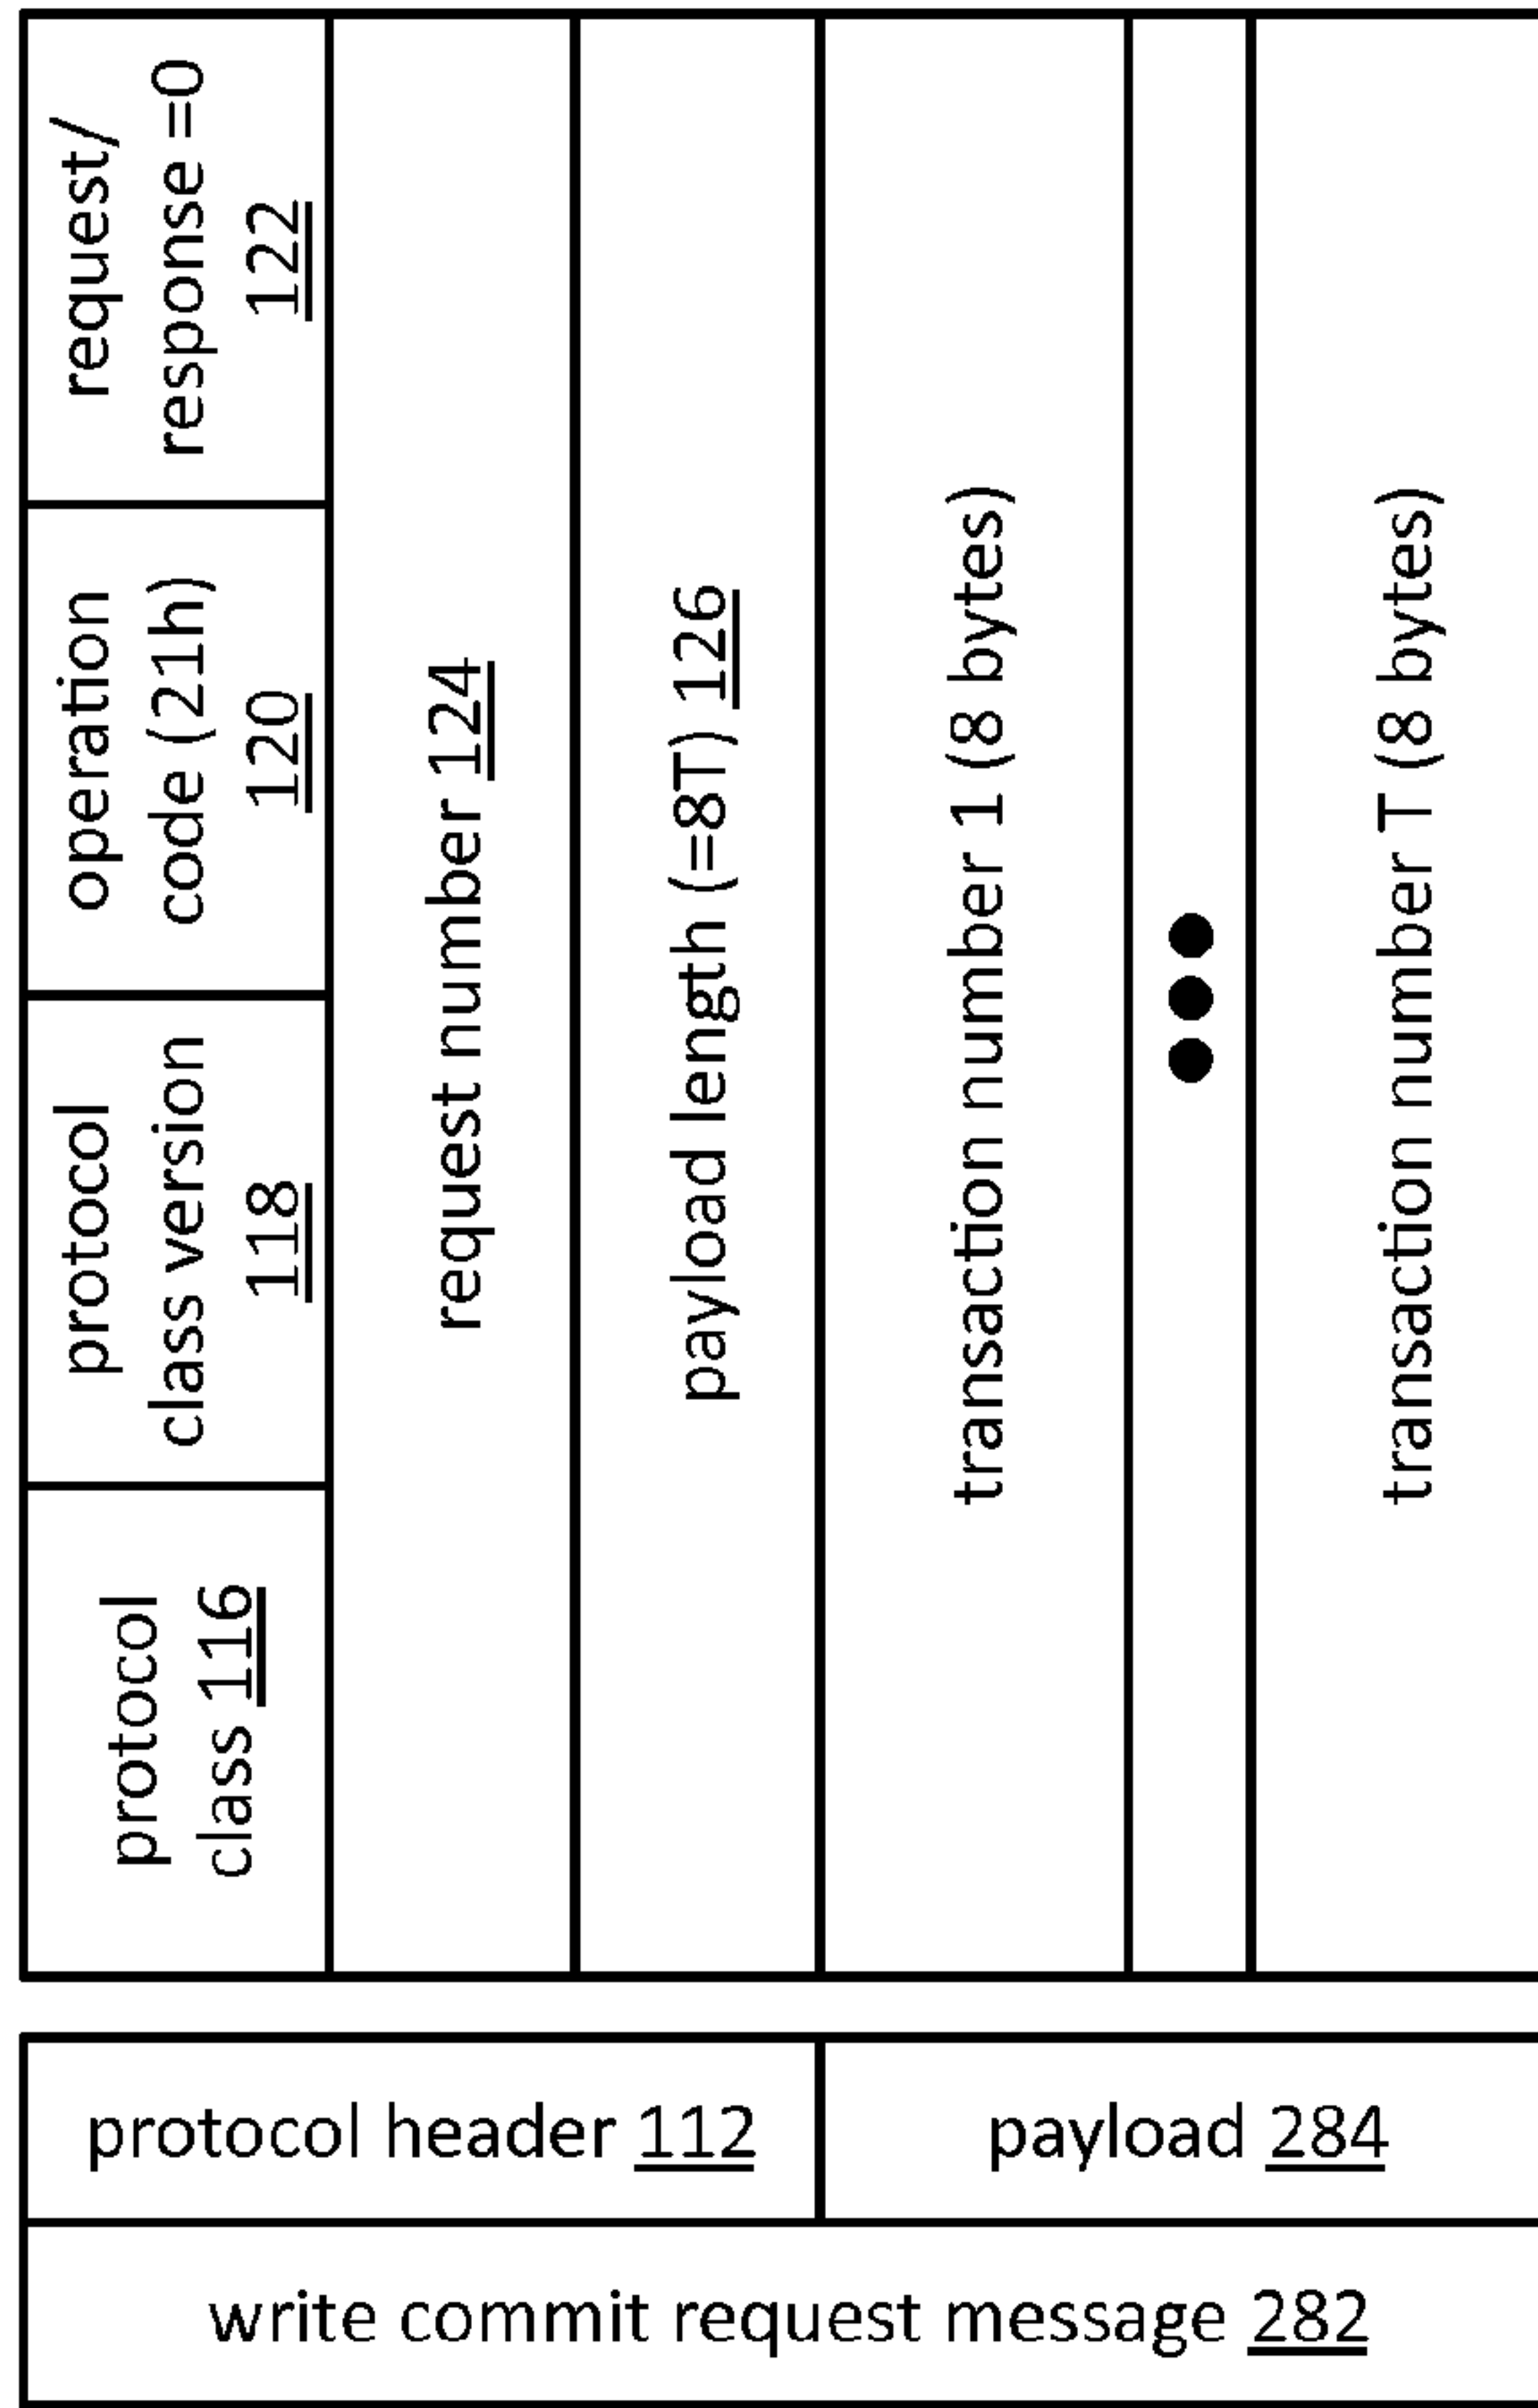 protocol
class 116
protocol
class version
118
operation
code (21h)
120
request/
response =0
122
request number 124
payload length (=8T) 126
transaction number 1 (8 bytes)
transaction number T (8 bytes)
protocol header 112
payload 284
write commit request message 282